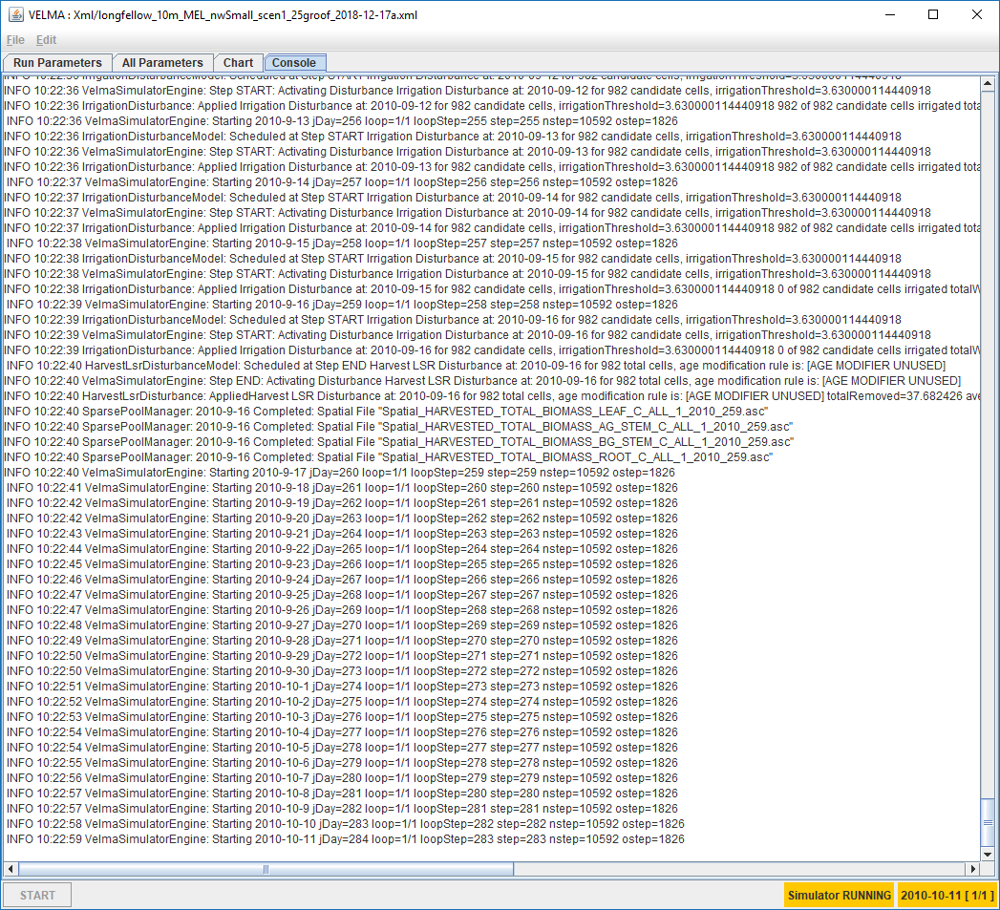 VELMA : Xml/longfellow_10m_MEL_nwSmall_scen1_25groof_2018-12-17a.xml
File Edit
Run Parameters All Parameters Chart Console
INFO 10:22:36 VelmaSimulatorEngine: Step START: Activating Disturbance Irrigation Disturbance at: 2010-09-12 for 982 candidate cells, irrigationThreshold=3.630000114440918
INFO 10:22:36 IrrigationDisturbance: Applied Irrigation Disturbance at: 2010-09-12 for 982 candidate cells, irrigationThreshold=3.630000114440918 982 of 982 candidate cells irrigated tota
INFO 10:22:36 VelmaSimulatorEngine: Starting 2010-9-13 jDay=256 loop=1/1 loopStep=255 step=255 nstep=10592 ostep=1826
INFO 10:22:36 IrrigationDisturbanceModel: Scheduled at Step START Irrigation Disturbance at: 2010-09-13 for 982 candidate cells, irrigationThreshold=3.630000114440918
INFO 10:22:36 VelmaSimulatorEngine: Step START: Activating Disturbance Irrigation Disturbance at: 2010-09-13 for 982 candidate cells, irrigationThreshold=3.630000114440918
INFO 10:22:36 IrrigationDisturbance: Applied Irrigation Disturbance at: 2010-09-13 for 982 candidate cells, irrigationThreshold=3.630000114440918 982 of 982 candidate cells irrigated tota
INFO 10:22:37 VelmaSimulatorEngine: Starting 2010-9-14 jDay=257 loop=1/1 loopStep=256 step=256 nstep=10592 ostep=1826
INFO 10:22:37 IrrigationDisturbanceModel: Scheduled at Step START Irrigation Disturbance at: 2010-09-14 for 982 candidate cells, irrigationThreshold=3.630000114440918
INFO 10:22:37 VelmaSimulatorEngine: Step START: Activating Disturbance Irrigation Disturbance at: 2010-09-14 for 982 candidate cells, irrigationThreshold=3.630000114440918
INFO 10:22:37 IrrigationDisturbance: Applied Irrigation Disturbance at: 2010-09-14 for 982 candidate cells, irrigationThreshold=3.630000114440918 982 of 982 candidate cells irrigated tota
INFO 10:22:38 VelmaSimulatorEngine: Starting 2010-9-15 jDay=258 loop=1/1 loopStep=257 step=257 nstep=10592 ostep=1826
INFO 10:22:38 IrrigationDisturbanceModel: Scheduled at Step START Irrigation Disturbance at: 2010-09-15 for 982 candidate cells, irrigationThreshold=3.630000114440918
INFO 10:22:38 VelmaSimulatorEngine: Step START: Activating Disturbance Irrigation Disturbance at: 2010-09-15 for 982 candidate cells, irrigationThreshold=3.630000114440918
INFO 10:22:38 IrrigationDisturbance: Applied Irrigation Disturbance at: 2010-09-15 for 982 candidate cells, irrigationThreshold=3.630000114440918 0 of 982 candidate cells irrigated totalW
INFO 10:22:39 VelmaSimulatorEngine: Starting 2010-9-16 jDay=259 loop=1/1 loopStep=258 step=258 nstep=10592 ostep=1826
INFO 10:22:39 IrrigationDisturbanceModel: Scheduled at Step START Irrigation Disturbance at: 2010-09-16 for 982 candidate cells, irrigationThreshold=3.630000114440918
INFO 10:22:39 VelmaSimulatorEngine: Step START: Activating Disturbance Irrigation Disturbance at: 2010-09-16 for 982 candidate cells, irrigationThreshold=3.630000114440918
INFO 10:22:39 IrrigationDisturbance: Applied Irrigation Disturbance at: 2010-09-16 for 982 candidate cells, irrigationThreshold=3.630000114440918 0 of 982 candidate cells irrigated totalW
INFO 10:22:40 HarvestLsrDisturbanceModel: Scheduled at Step END Harvest LSR Disturbance at: 2010-09-16 for 982 total cells, age modification rule is: [AGE MODIFIER UNUSED]
INFO 10:22:40 VelmaSimulatorEngine: Step END: Activating Disturbance Harvest LSR Disturbance at: 2010-09-16 for 982 total cells, age modification rule is: [AGE MODIFIER UNUSED]
INFO 10:22:40 HarvestLsrDisturbance: AppliedHarvest LSR Disturbance at: 2010-09-16 for 982 total cells, age modification rule is: [AGE MODIFIER UNUSED] totalRemoved=37.682426 ave
INFO 10:22:40 SparsePoolManager: 2010-9-16 Completed: Spatial File "Spatial_HARVESTED_TOTAL_BIOMASS_LEAF_C_ALL_1_2010_259.asc"
INFO 10:22:40 SparsePoolManager: 2010-9-16 Completed: Spatial File "Spatial_HARVESTED_TOTAL_BIOMASS_AG_STEM_C_ALL_1_2010_259.asc"
INFO 10:22:40 SparsePoolManager: 2010-9-16 Completed: Spatial File "Spatial_HARVESTED_TOTAL_BIOMASS_BG_STEM_C_ALL_1_2010_259.asc"
INFO 10:22:40 SparsePoolManager: 2010-9-16 Completed: Spatial File "Spatial_HARVESTED_TOTAL_BIOMASS_ROOT_C_ALL_1_2010_259.asc"
INFO 10:22:40 VelmaSimulatorEngine: Starting 2010-9-17 jDay=260 loop=1/1 loopStep=259 step=259 nstep=10592 ostep=1826
INFO 10:22:41 VelmaSimulatorEngine: Starting 2010-9-18 jDay=261 loop=1/1 loopStep=260 step=260 nstep=10592 ostep=1826
INFO 10:22:42 VelmaSimulatorEngine: Starting 2010-9-19 jDay=262 loop=1/1 loopStep=261 step=261 nstep=10592 ostep=1826
INFO 10:22:42 VelmaSimulatorEngine: Starting 2010-9-20 jDay=263 loop=1/1 loopStep=262 step=262 nstep=10592 ostep=1826
INFO 10:22:43 VelmaSimulatorEngine: Starting 2010-9-21 jDay=264 loop=1/1 loopStep=263 step=263 nstep=10592 ostep=1826
INFO 10:22:44 VelmaSimulatorEngine: Starting 2010-9-22 jDay=265 loop=1/1 loopStep=264 step=264 nstep=10592 ostep=1826
INFO 10:22:45 VelmaSimulatorEngine: Starting 2010-9-23 jDay=266 loop=1/1 loopStep=265 step=265 nstep=10592 ostep=1826
INFO 10:22:46 VelmaSimulatorEngine: Starting 2010-9-24 jDay=267 loop=1/1 loopStep=266 step=266 nstep=10592 ostep=1826
INFO 10:22:47 VelmaSimulatorEngine: Starting 2010-9-25 jDay=268 loop=1/1 loopStep=267 step=267 nstep=10592 ostep=1826
INFO 10:22:47 VelmaSimulatorEngine: Starting 2010-9-26 jDay=269 loop=1/1 loopStep=268 step=268 nstep=10592 ostep=1826
INFO 10:22:48 VelmaSimulatorEngine: Starting 2010-9-27 jDay=270 loop=1/1 loopStep=269 step=269 nstep=10592 ostep=1826
INFO 10:22:49 VelmaSimulatorEngine: Starting 2010-9-28 jDay=271 loop=1/1 loopStep=270 step=270 nstep=10592 ostep=1826
INFO 10:22:50 VelmaSimulatorEngine: Starting 2010-9-29 jDay=272 loop=1/1 loopStep=271 step=271 nstep=10592 ostep=1826
INFO 10:22:50 VelmaSimulatorEngine: Starting 2010-9-30 jDay=273 loop=1/1 loopStep=272 step=272 nstep=10592 ostep=1826
INFO 10:22:51 VelmaSimulatorEngine: Starting 2010-10-1 jDay=274 loop=1/1 loopStep=273 step=273 nstep=10592 ostep=1826
INFO 10:22:52 VelmaSimulatorEngine: Starting 2010-10-2 jDay=275 loop=1/1 loopStep=274 step=274 nstep=10592 ostep=1826
INFO 10:22:53 VelmaSimulatorEngine: Starting 2010-10-3 jDay=276 loop=1/1 loopStep=275 step=275 nstep=10592 ostep=1826
INFO 10:22:54 VelmaSimulatorEngine: Starting 2010-10-4 jDay=277 loop=1/1 loopStep=276 step=276 nstep=10592 ostep=1826
INFO 10:22:54 VelmaSimulatorEngine: Starting 2010-10-5 jDay=278 loop=1/1 loopStep=277 step=277 nstep=10592 ostep=1826
INFO 10:22:55 VelmaSimulatorEngine: Starting 2010-10-6 jDay=279 loop=1/1 loopStep=278 step=278 nstep=10592 ostep=1826
INFO 10:22:56 VelmaSimulatorEngine: Starting 2010-10-7 jDay=280 loop=1/1 loopStep=279 step=279 nstep=10592 ostep=1826
INFO 10:22:57 VelmaSimulatorEngine: Starting 2010-10-8 jDay=281 loop=1/1 loopStep=280 step=280 nstep=10592 ostep=1826
INFO 10:22:57 VelmaSimulatorEngine: Starting 2010-10-9 jDay=282 loop=1/1 loopStep=281 step=281 nstep=10592 ostep=1826
INFO 10:22:58 VelmaSimulatorEngine: Starting 2010-10-10 jDay=283 loop=1/1 loopStep=282 step=282 nstep=10592 ostep=1826
INFO 10:22:59 VelmaSimulatorEngine: Starting 2010-10-11 jDay=284 loop=1/1 loopStep=283 step=283 nstep=10592 ostep=1826
START Simulator RUNNING 2010-10-11 [ 1/1 ]